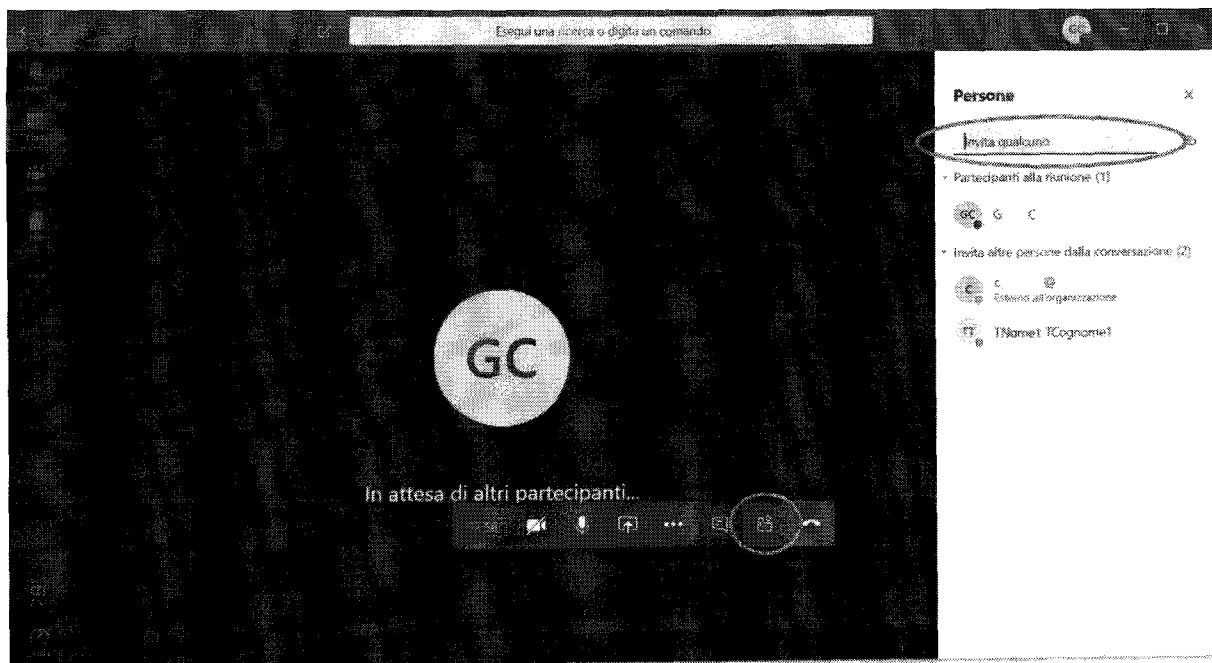 Esegui una ricerca o digita un comando
GC
Persone
Invita qualcuno
Partecipanti alla riunione (1)
GC G C
Invita altre persone dalla conversazione (2)
C c @
Esterno all'organizzazione
TT TNome1 TCognome1
GC
In attesa di altri partecipanti...